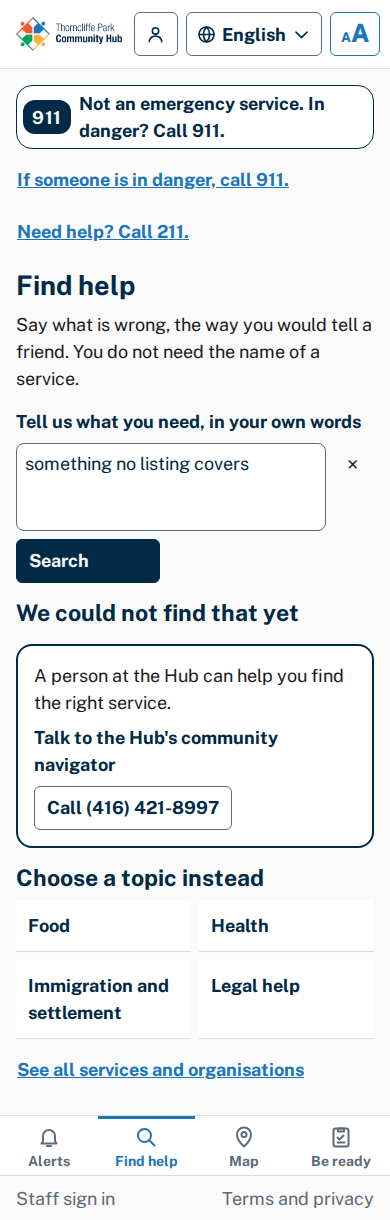 Thorncliffe Park
Community Hub
English
AA
911
Not an emergency service. In
danger? Call 911.
If someone is in danger, call 911.
Need help? Call 211.
Find help
Say what is wrong, the way you would tell a
friend. You do not need the name of a
service.
Tell us what you need, in your own words
something no listing covers
×
Search
We could not find that yet
A person at the Hub can help you find
the right service.
Talk to the Hub's community
navigator
Call (416) 421-8997
Choose a topic instead
Food
Health
Immigration and
settlement
Legal help
See all services and organisations
Alerts
Find help
Map
Be ready
Staff sign in
Terms and privacy